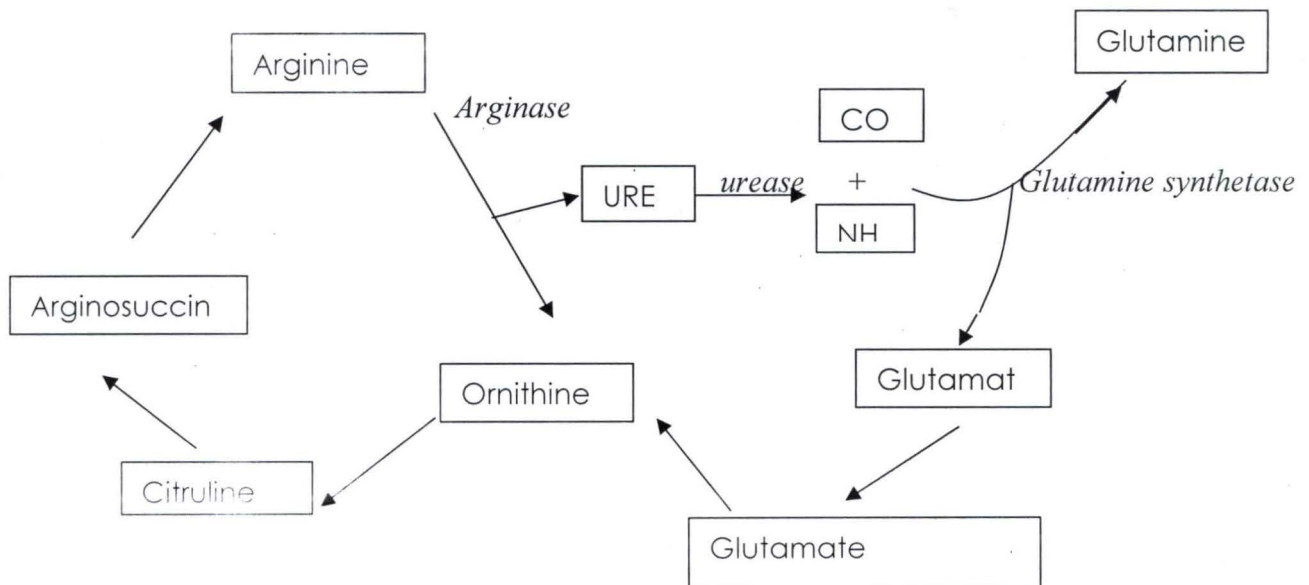 Glutamine
Arginine
Arginase
CO
URE
urease
+
Glutamine synthetase
NH
Arginosuccin
Ornithine
Glutamat
Citruline
Glutamate